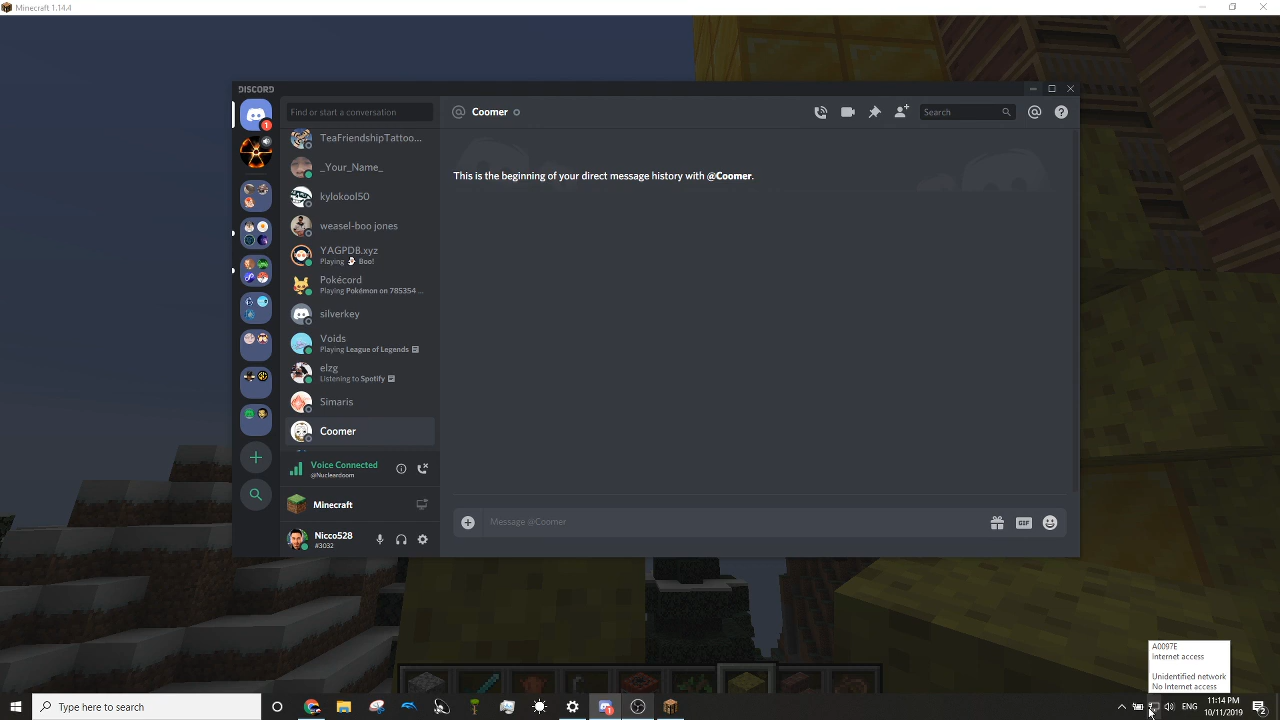 Minecraft 1.14.4
DISCORD
1
Find or start a conversation
Coomer
Search
TeaFriendshipTattoo...
_Your_Name_
kylokool50
weasel-boo jones
YAGPDB.xyz
Playing Boo!
Pokécord
Playing Pokémon on 785354 ...
silverkey
Voids
Playing League of Legends
elzg
Listening to Spotify
Simaris
Coomer
This is the beginning of your direct message history with @Coomer.
Voice Connected
@Nucleardoom
Minecraft
Nicco528
#3032
Message @Coomer
GIF
A0097E
Internet access
Unidentified network
No Internet access
Type here to search
1
ENG
11:14 PM
10/11/2019
2